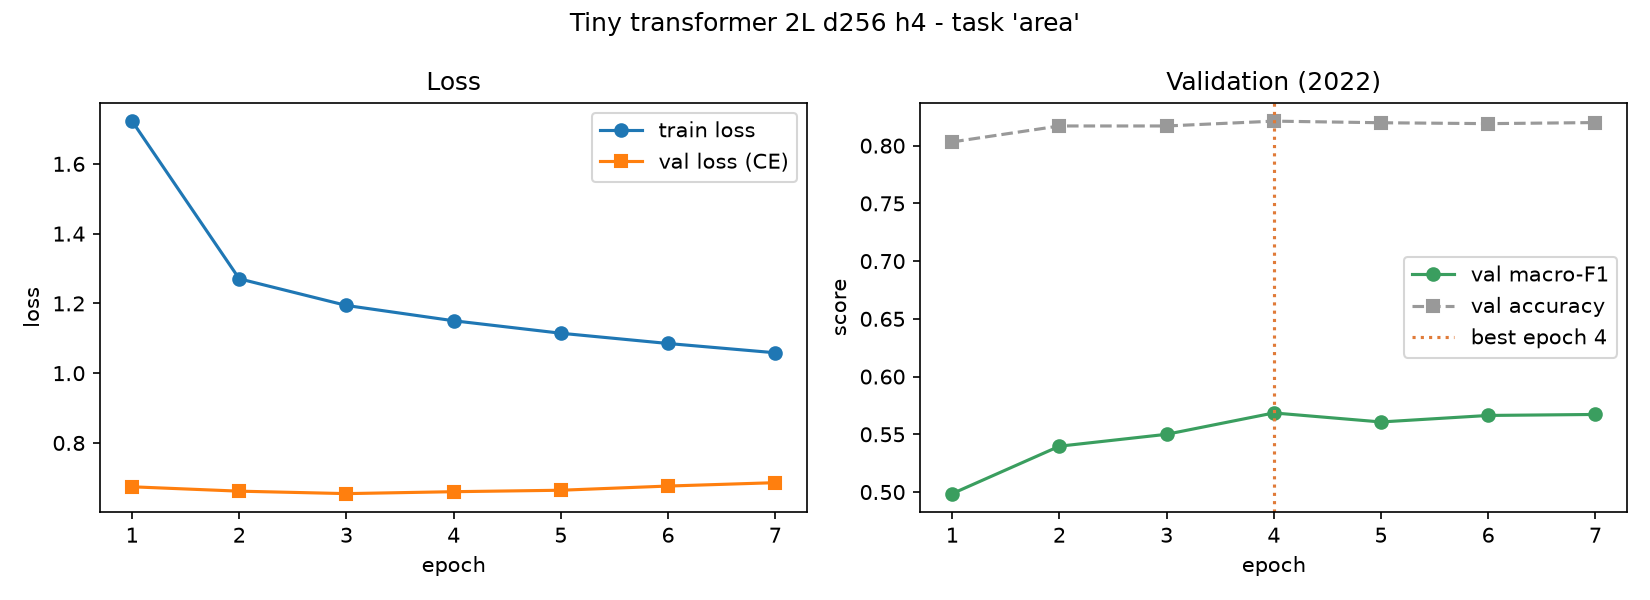 Tiny transformer 2L d256 h4 - task 'area'
Loss
train loss
val loss (CE)
1.6
1.4
1.2
1.0
0.8
loss
1 2 3 4 5 6 7
epoch
Validation (2022)
0.80
0.75
0.70
0.65
0.60
0.55
0.50
score
val macro-F1
val accuracy
best epoch 4
1 2 3 4 5 6 7
epoch